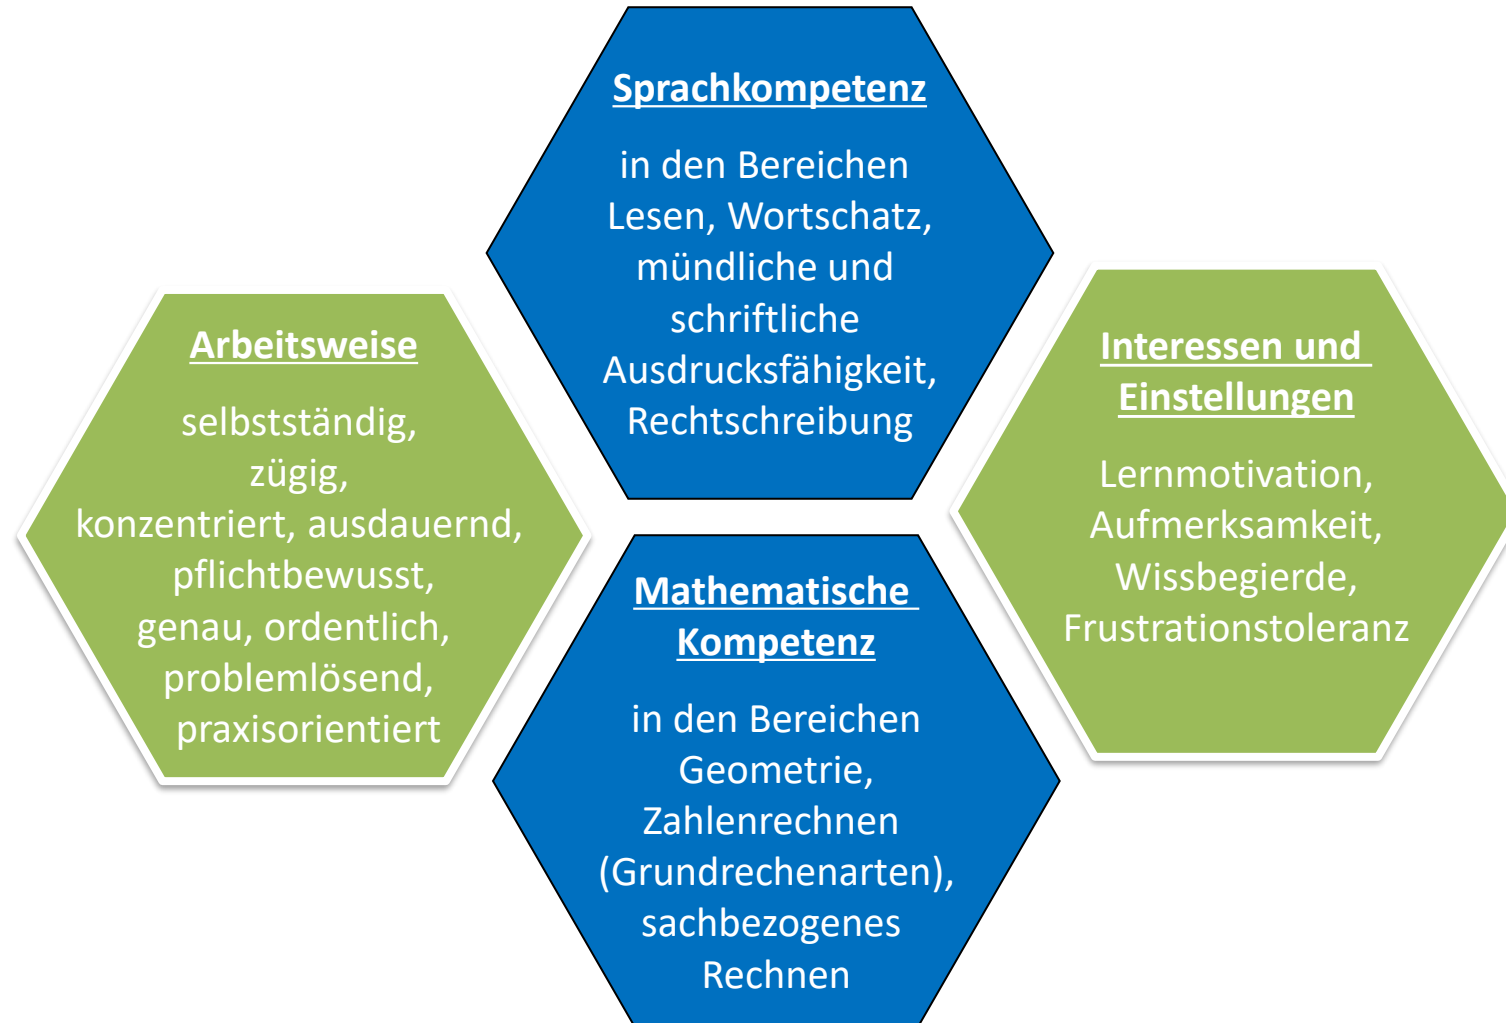 Sprachkompetenz
in den Bereichen
Lesen, Wortschatz,
mündliche und
schriftliche
Ausdrucksfähigkeit,
Rechtschreibung
Arbeitsweise
selbstständig,
zügig,
konzentriert, ausdauernd,
pflichtbewusst,
genau, ordentlich,
problemlösend,
praxisorientiert
Interessen und
Einstellungen
Lernmotivation,
Aufmerksamkeit,
Wissbegierde,
Frustrationstoleranz
Mathematische
Kompetenz
in den Bereichen
Geometrie,
Zahlenrechnen
(Grundrechenarten),
sachbezogenes
Rechnen